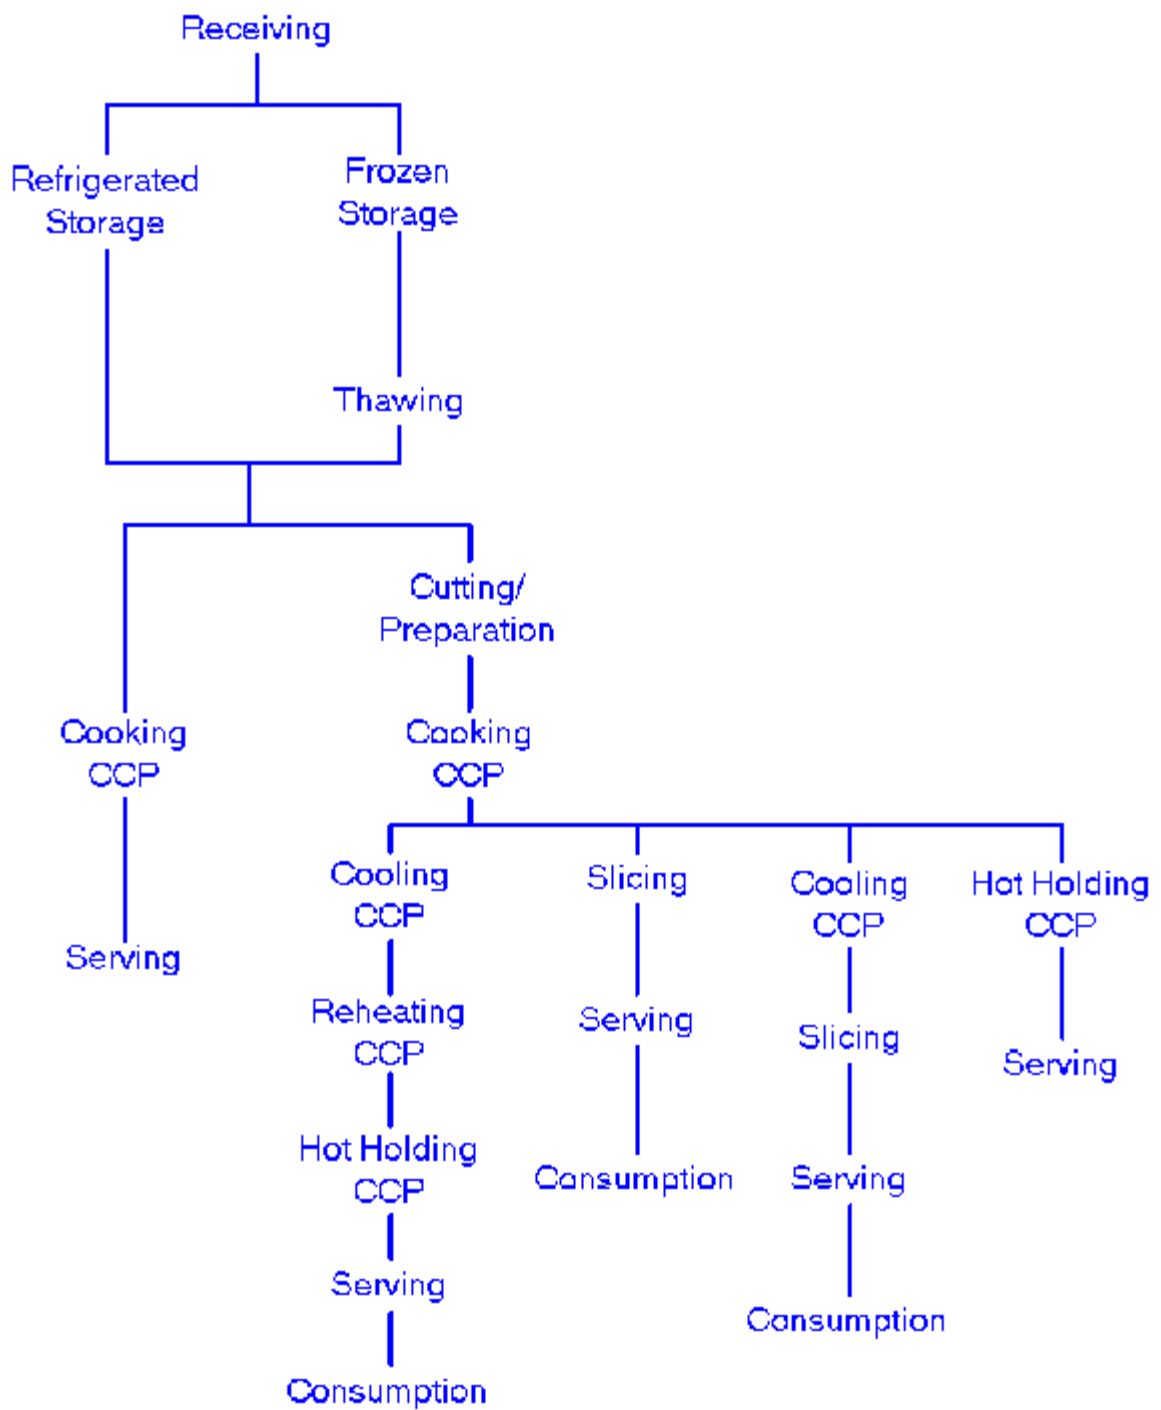 Receiving
Refrigerated
Storage
Frozen
Storage
Thawing
Cutting/
Preparation
Cooking
CCP
Cooking
CCP
Serving
Cooling
CCP
Reheating
CCP
Hot Holding
CCP
Serving
Consumption
Slicing
Serving
Consumption
Cooling
CCP
Slicing
Serving
Consumption
Hot Holding
CCP
Serving